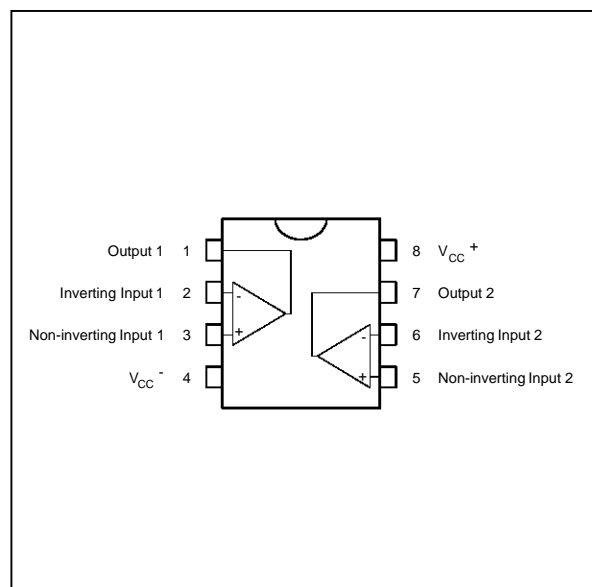 Output 1 1
Inverting Input 1 2
Non-inverting Input 1 3
VCC - 4
8 VCC +
7 Output 2
6 Inverting Input 2
5 Non-inverting Input 2
-
+
-
+